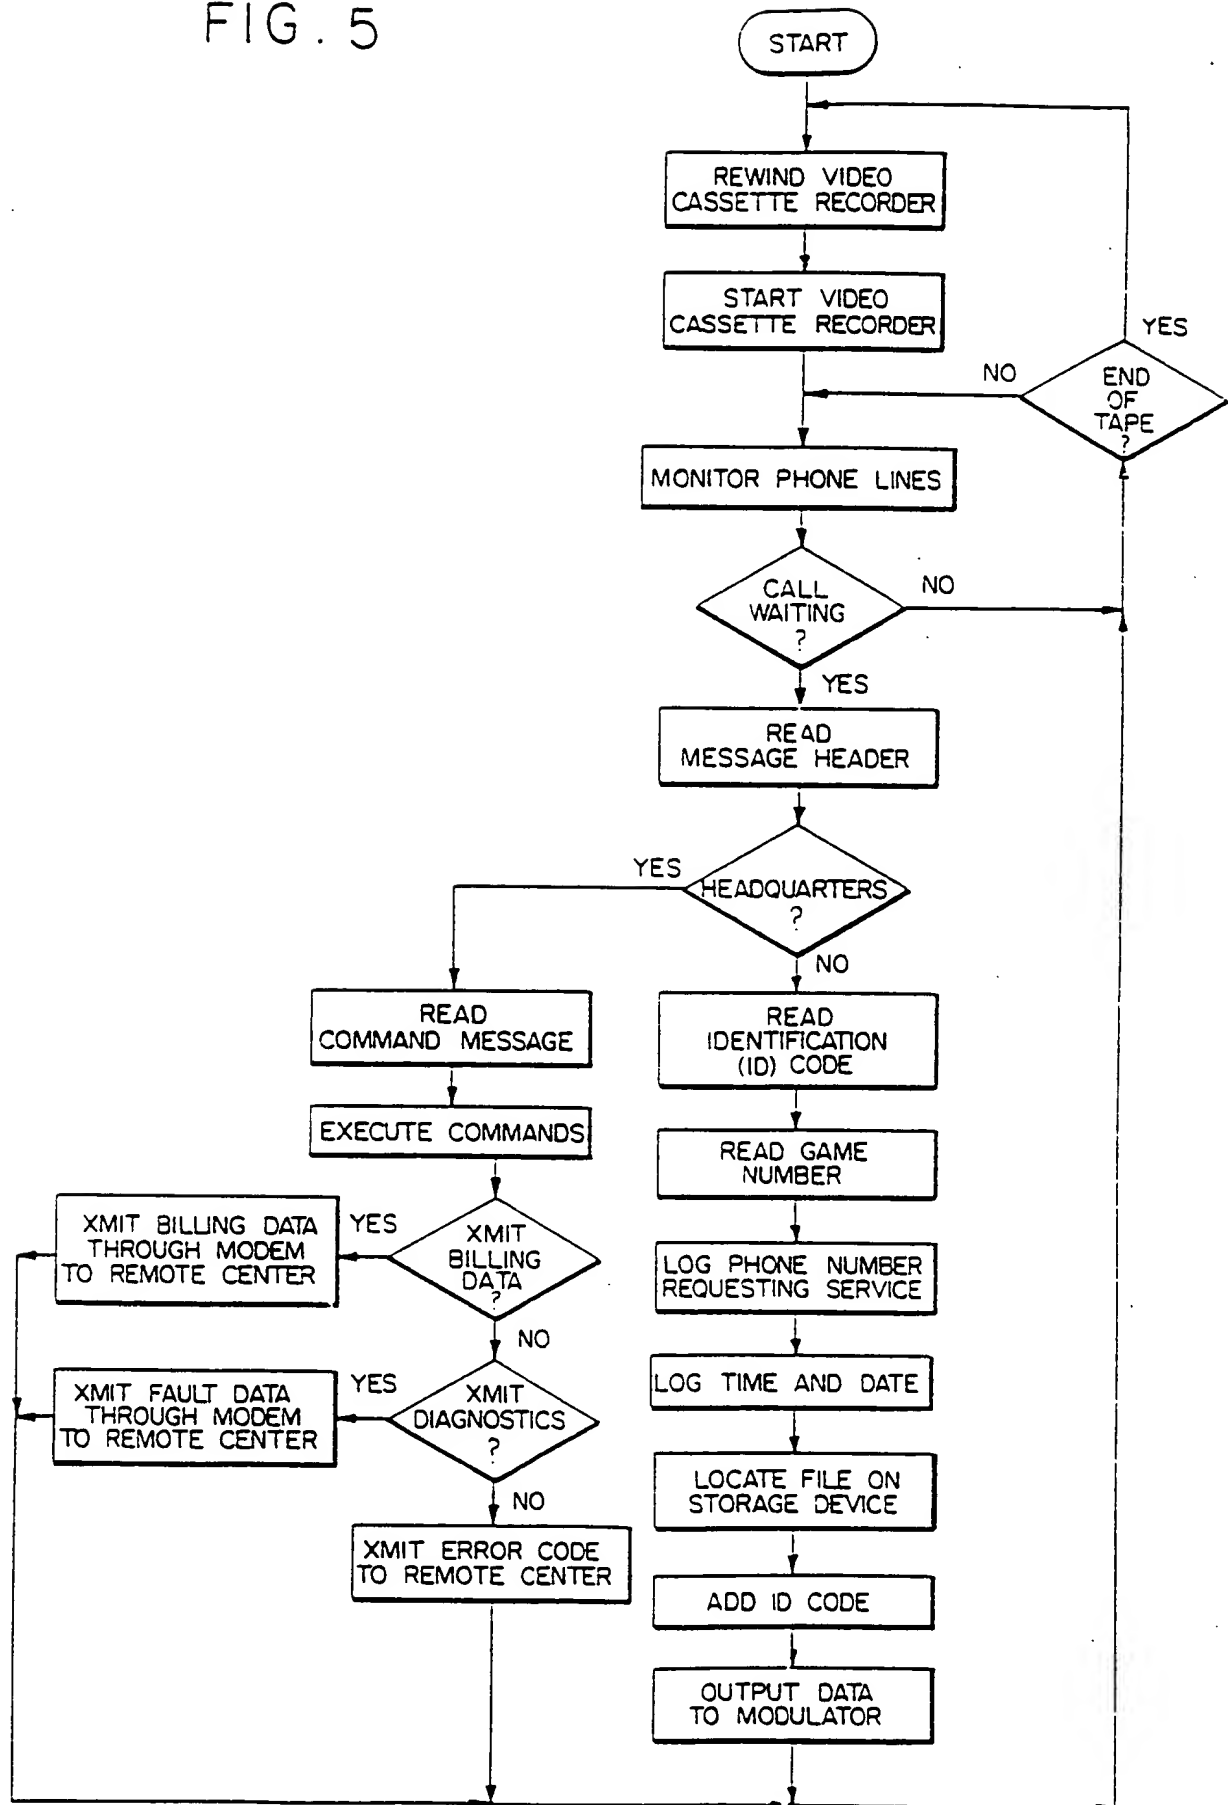 FIG. 5
START
REWIND VIDEO
CASSETTE RECORDER
START VIDEO
CASSETTE RECORDER
YES
NO
END
OF
TAPE
?
MONITOR PHONE LINES
CALL
WAITING
?
NO
YES
READ
MESSAGE HEADER
YES
HEADQUARTERS
?
NO
READ
COMMAND MESSAGE
READ
IDENTIFICATION
(ID) CODE
EXECUTE COMMANDS
READ GAME
NUMBER
XMIT BILLING DATA
THROUGH MODEM
TO REMOTE CENTER
YES
XMIT
BILLING
DATA
?
LOG PHONE NUMBER
REQUESTING SERVICE
NO
XMIT FAULT DATA
THROUGH MODEM
TO REMOTE CENTER
YES
XMIT
DIAGNOSTICS
?
LOG TIME AND DATE
NO
LOCATE FILE ON
STORAGE DEVICE
XMIT ERROR CODE
TO REMOTE CENTER
ADD ID CODE
OUTPUT DATA
TO MODULATOR